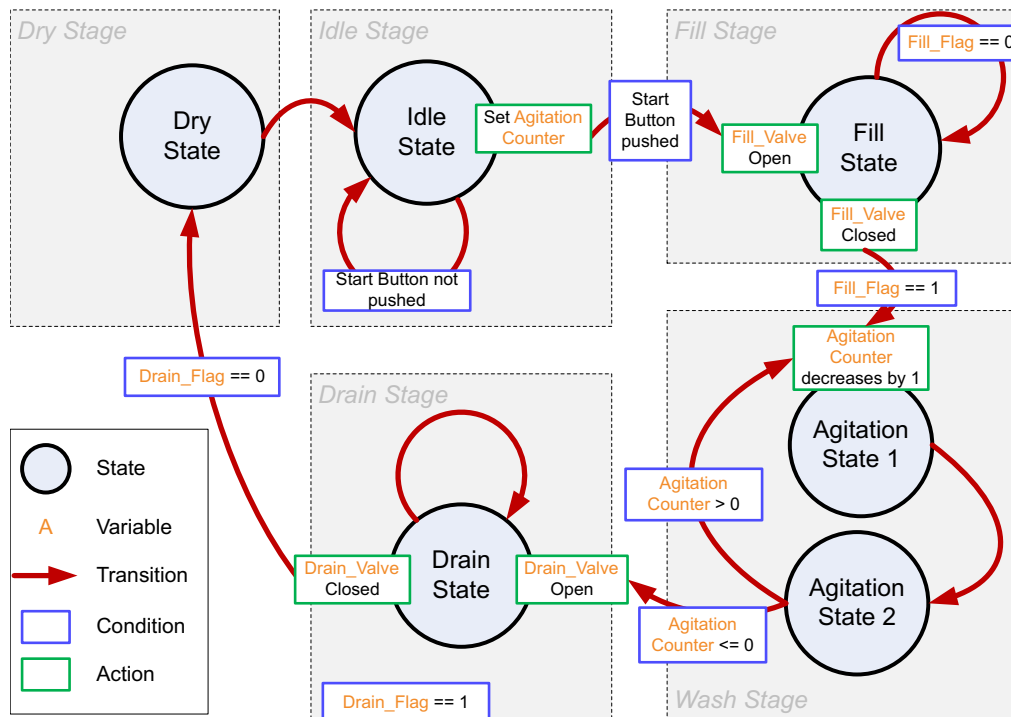 Dry Stage
Idle Stage
Fill Stage
Fill_Flag == 0
Dry
State
Idle
State
Set Agitation
Counter
Start
Button
pushed
Fill_Valve
Open
Fill
State
Fill_Valve
Closed
Start Button not
pushed
Fill_Flag == 1
Agitation
Counter
decreases by 1
Drain_Flag == 0
Drain Stage
Agitation
State 1
Agitation
Counter > 0
Drain_Valve
Closed
Drain
State
Drain_Valve
Open
Agitation
State 2
Agitation
Counter <= 0
Drain_Flag == 1
Wash Stage
State
A
Variable
Transition
Condition
Action